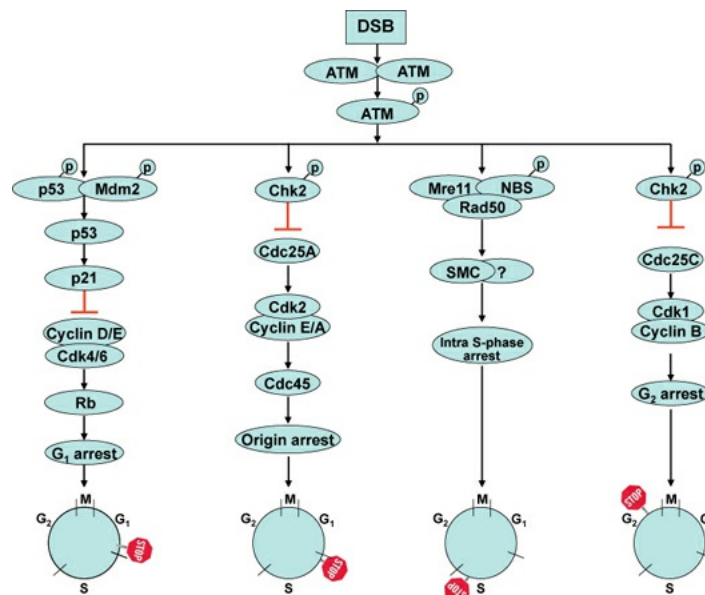 DSB
ATM ATM
ATM p
p p
p53 Mdm2
p53
p21
Cyclin D/E
Cdk4/6
Rb
G₁ arrest
M
G₂ G₁
STOP
S
p
Chk2
Cdc25A
Cdk2
Cyclin E/A
Cdc45
Origin arrest
M
G₂ G₁
STOP
S
p
Mre11 NBS
Rad50
SMC ?
Intra S-phase
arrest
M
G₂ G₁
STOP
S
p
Chk2
Cdc25C
Cdk1
Cyclin B
G₂ arrest
STOP
M
G₂
S